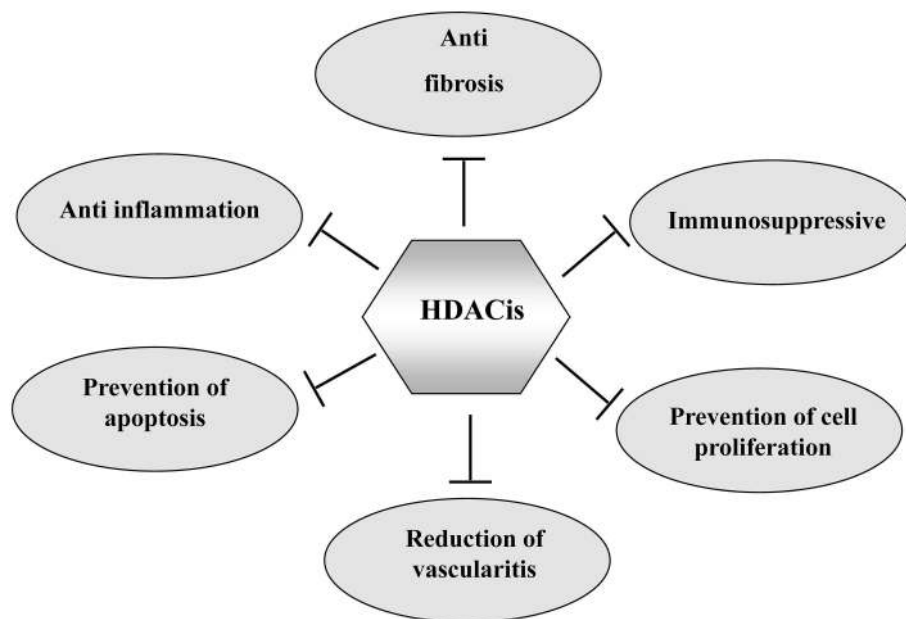 Anti
fibrosis
Anti inflammation
Immunosuppressive
HDACis
Prevention of
apoptosis
Prevention of cell
proliferation
Reduction of
vascularitis